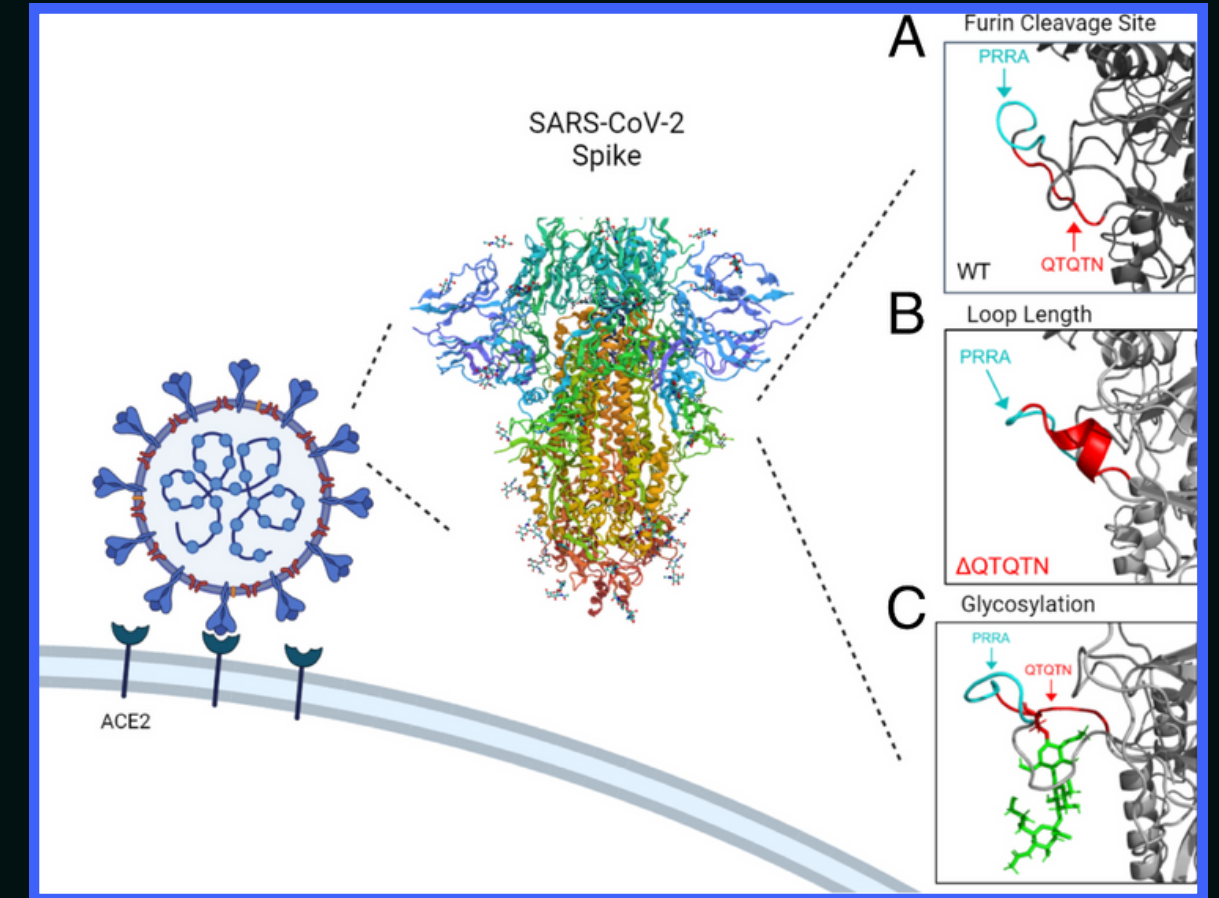 SARS-CoV-2
Spike
ACE2
A
Furin Cleavage Site
PRRA
QTQTN
WT
B
Loop Length
PRRA
ΔQTQTN
C
Glycosylation
PRRA
QTQTN